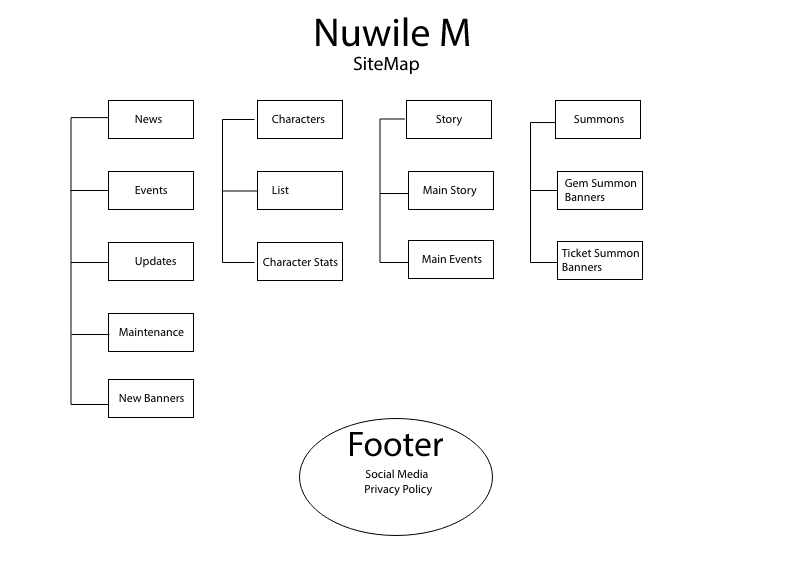 Nuwile M
SiteMap
News
Events
Updates
Maintenance
New Banners
Characters
List
Character Stats
Story
Main Story
Main Events
Summons
Gem Summon
Banners
Ticket Summon
Banners
Footer
Social Media
Privacy Policy